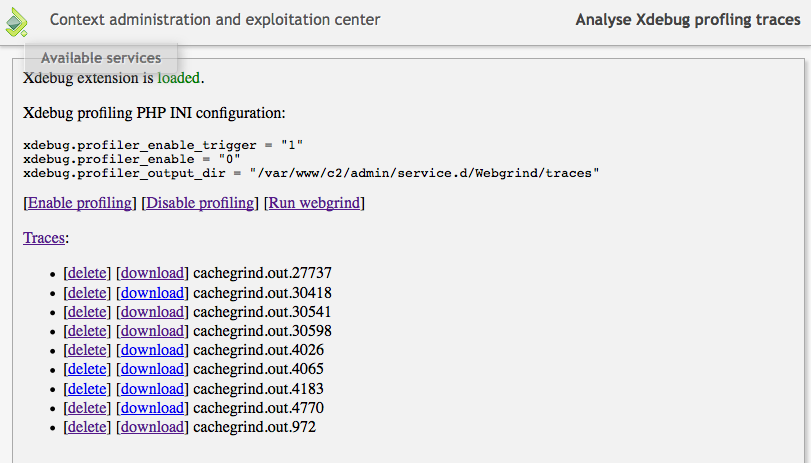 Context administration and exploitation center
Analyse Xdebug profling traces
Available services
Xdebug extension is loaded.
Xdebug profiling PHP INI configuration:
xdebug.profiler_enable_trigger = "1"
xdebug.profiler_enable = "0"
xdebug.profiler_output_dir = "/var/www/c2/admin/service.d/Webgrind/traces"
[Enable profiling] [Disable profiling] [Run webgrind]
Traces:
• [delete] [download] cachegrind.out.27737
• [delete] [download] cachegrind.out.30418
• [delete] [download] cachegrind.out.30541
• [delete] [download] cachegrind.out.30598
• [delete] [download] cachegrind.out.4026
• [delete] [download] cachegrind.out.4065
• [delete] [download] cachegrind.out.4183
• [delete] [download] cachegrind.out.4770
• [delete] [download] cachegrind.out.972